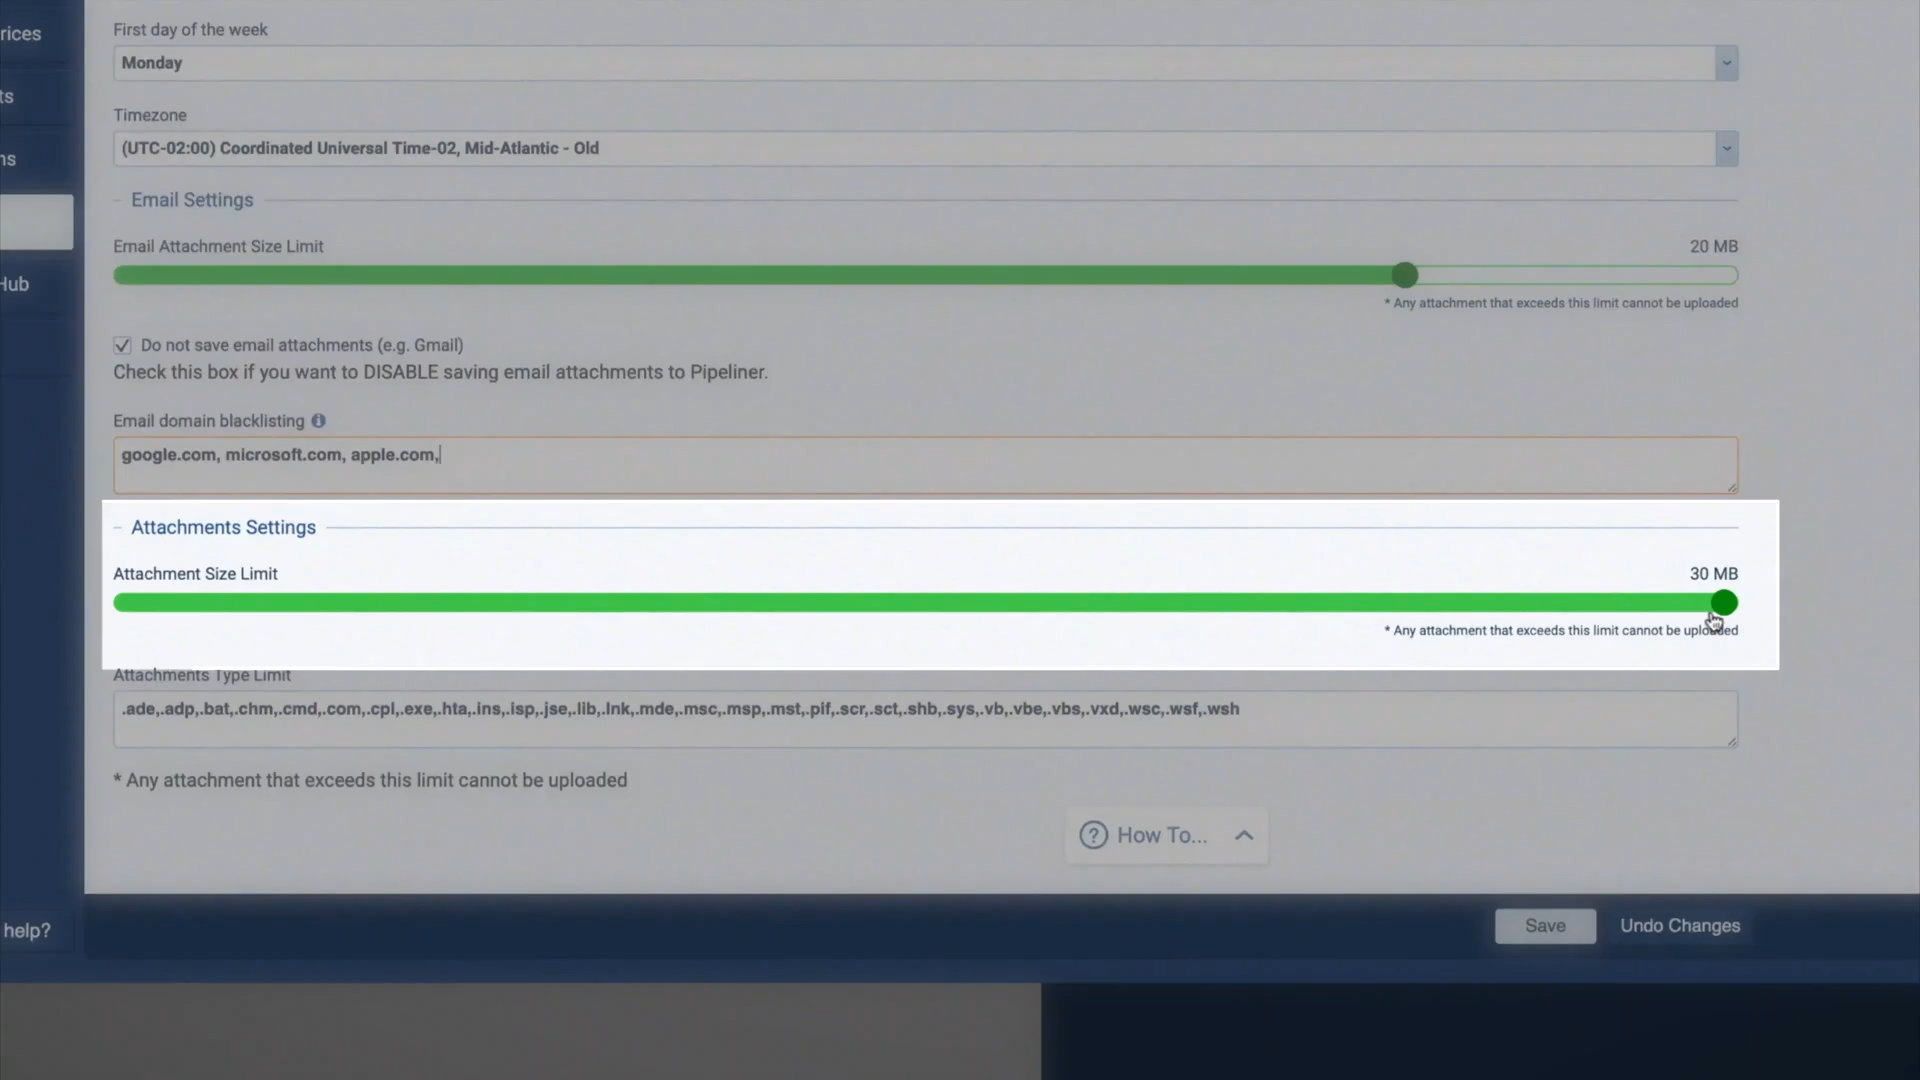 rices
ts
ns
Hub
help?
First day of the week
Monday
Timezone
(UTC-02:00) Coordinated Universal Time-02, Mid-Atlantic - Old
Email Settings
Email Attachment Size Limit
20 MB
* Any attachment that exceeds this limit cannot be uploaded
Do not save email attachments (e.g. Gmail)
Check this box if you want to DISABLE saving email attachments to Pipeliner.
Email domain blacklisting
google.com, microsoft.com, apple.com,
Attachments Settings
Attachment Size Limit
30 MB
* Any attachment that exceeds this limit cannot be uploaded
Attachments Type Limit
.ade,.adp,.bat,.chm,.cmd,.com,.cpl,.exe,.hta,.ins,.isp,.jse,.lib,.lnk,.mde,.msc,.msp,.mst,.pif,.scr,.sct,.shb,.sys,.vb,.vbe,.vbs,.vxd,.wsc,.wsf,.wsh
* Any attachment that exceeds this limit cannot be uploaded
? How To...
Save
Undo Changes